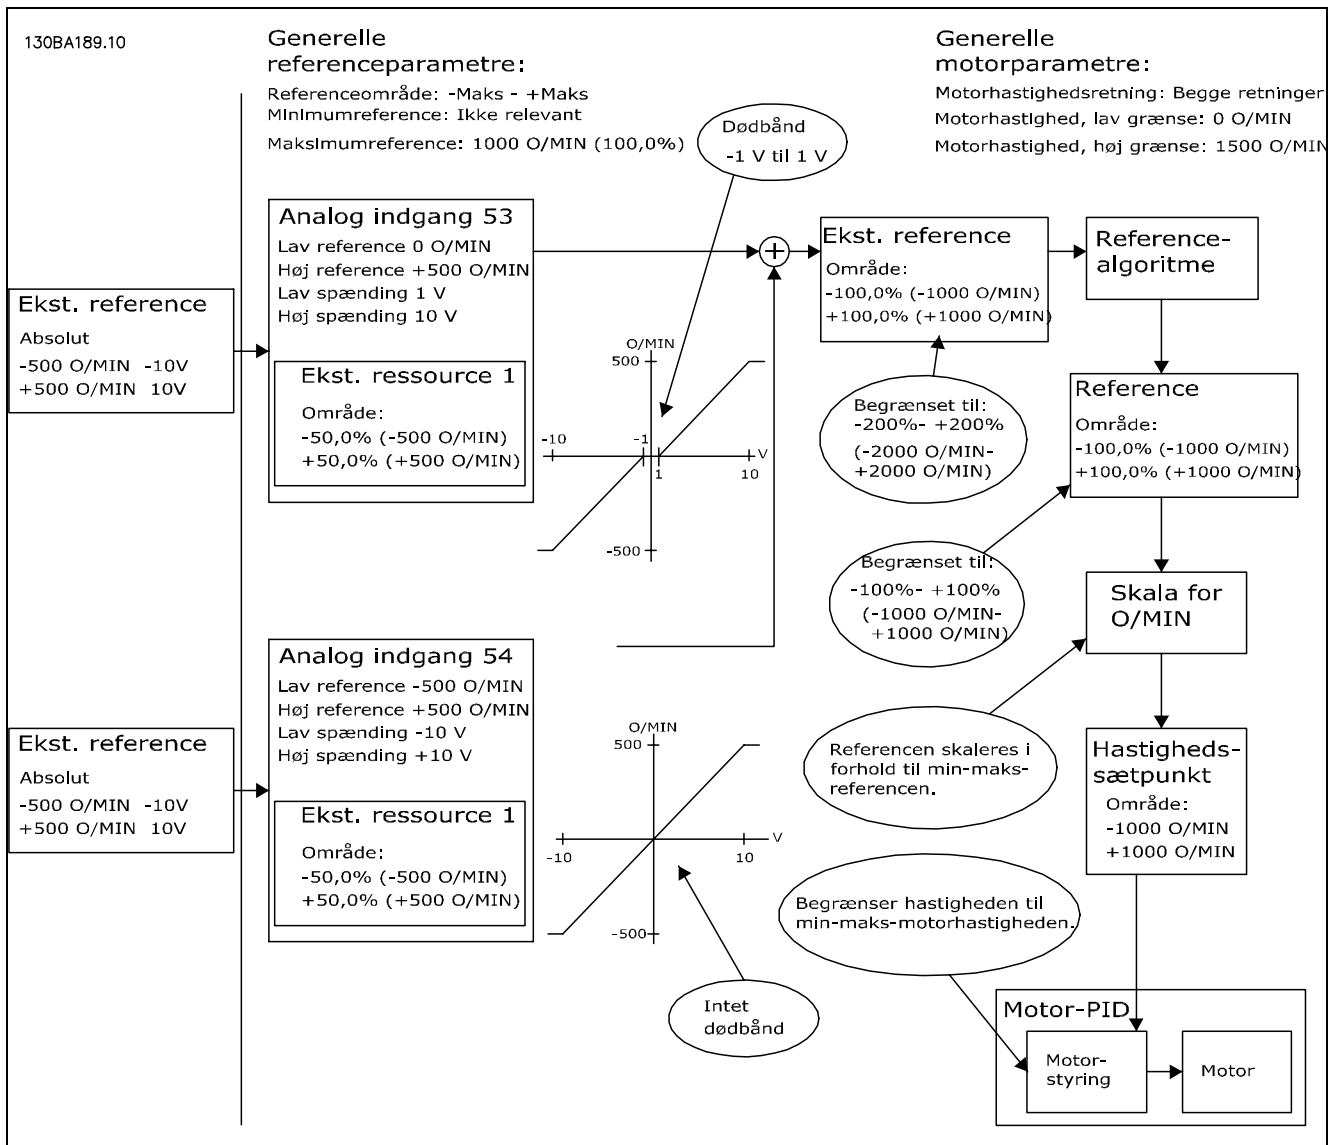 130BA189.10
Generelle
referenceparametre:
Referenceområde: -Maks - +Maks
Minimumreference: Ikke relevant
Maksimumreference: 1000 O/MIN (100,0%)
Generelle
motorparametre:
Motorhastighedsretning: Begge retninger
Motorhastighed, lav grænse: 0 O/MIN
Motorhastighed, høj grænse: 1500 O/MIN
Dødbånd
-1 V til 1 V
Ekst. reference
Absolut
-500 O/MIN -10V
+500 O/MIN 10V
Analog indgang 53
Lav reference 0 O/MIN
Høj reference +500 O/MIN
Lav spænding 1 V
Høj spænding 10 V
Ekst. ressource 1
Område:
-50,0% (-500 O/MIN)
+50,0% (+500 O/MIN)
O/MIN
500
-10
-1
V
1
10
-500
+
Ekst. reference
Område:
-100,0% (-1000 O/MIN)
+100,0% (+1000 O/MIN)
Reference-
algoritme
Begrænset til:
-200%- +200%
(-2000 O/MIN-
+2000 O/MIN)
Reference
Område:
-100,0% (-1000 O/MIN)
+100,0% (+1000 O/MIN)
Begrænset til:
-100%- +100%
(-1000 O/MIN-
+1000 O/MIN)
Skala for
O/MIN
Ekst. reference
Absolut
-500 O/MIN -10V
+500 O/MIN 10V
Analog indgang 54
Lav reference -500 O/MIN
Høj reference +500 O/MIN
Lav spænding -10 V
Høj spænding +10 V
Ekst. ressource 1
Område:
-50,0% (-500 O/MIN)
+50,0% (+500 O/MIN)
O/MIN
500
V
-10
10
-500
Intet
dødbånd
Referencen skaleres i
forhold til min-maks-
referencen.
Hastigheds-
sætpunkt
Område:
-1000 O/MIN
+1000 O/MIN
Begrænser hastigheden til
min-maks-motorhastigheden.
Motor-PID
Motor-
styring
Motor